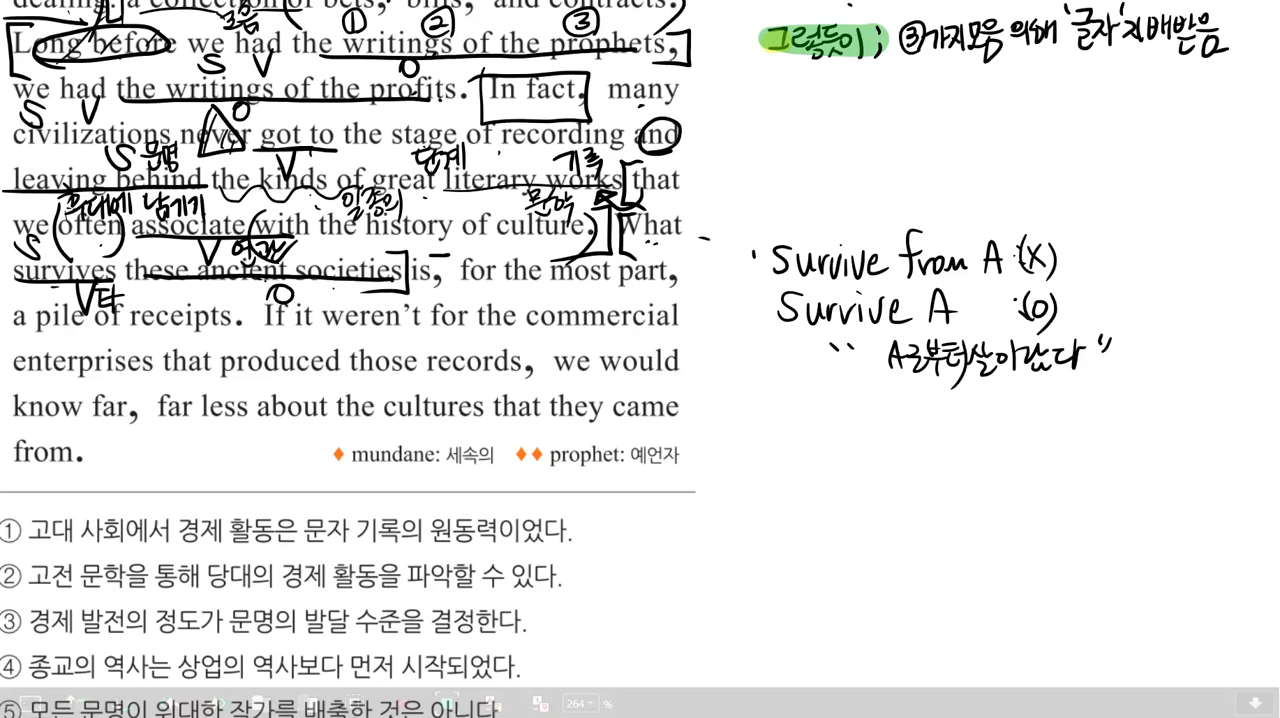 dealing: a collection of bets, bills, and contracts.
모음 ① ② ③
Long before we had the writings of the prophets,
S V O
we had the writings of the profits. In fact, many
S V O
civilizations never got to the stage of recording and
S 문명 V 단계 기록
leaving behind the kinds of great literary works that
후대에 남기기 일종의 문학
we often associate with the history of culture. What
S V 연관
survives these ancient societies is, for the most part,
V타 O
a pile of receipts. If it weren't for the commercial
enterprises that produced those records, we would
know far, far less about the cultures that they came
from.
♦ mundane: 세속의 ♦♦ prophet: 예언자
① 고대 사회에서 경제 활동은 문자 기록의 원동력이었다.
② 고전 문학을 통해 당대의 경제 활동을 파악할 수 있다.
③ 경제 발전의 정도가 문명의 발달 수준을 결정한다.
④ 종교의 역사는 상업의 역사보다 먼저 시작되었다.
⑤ 모든 문명이 위대한 작가를 배출한 것은 아니다
264 %
그럴듯이; ③가지모음 의해 '글자' 지배받음
Survive from A (X)
Survive A (O)
" A로부터 살아남다 "